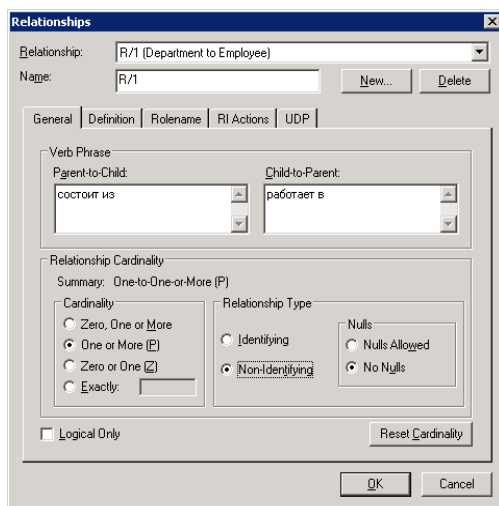 Relationships
Relationship: R/1 (Department to Employee)
Name: R/1 New... Delete
General Definition Rolename RI Actions UDP
Verb Phrase
Parent-to-Child: Child-to-Parent:
состоит из работает в
Relationship Cardinality
Summary: One-to-One-or-More (P)
Cardinality Relationship Type
Zero, One or More Nulls
One or More (P) Identifying Nulls Allowed
Zero or One (Z) Non-Identifying No Nulls
Exactly:
Logical Only Reset Cardinality
OK Cancel